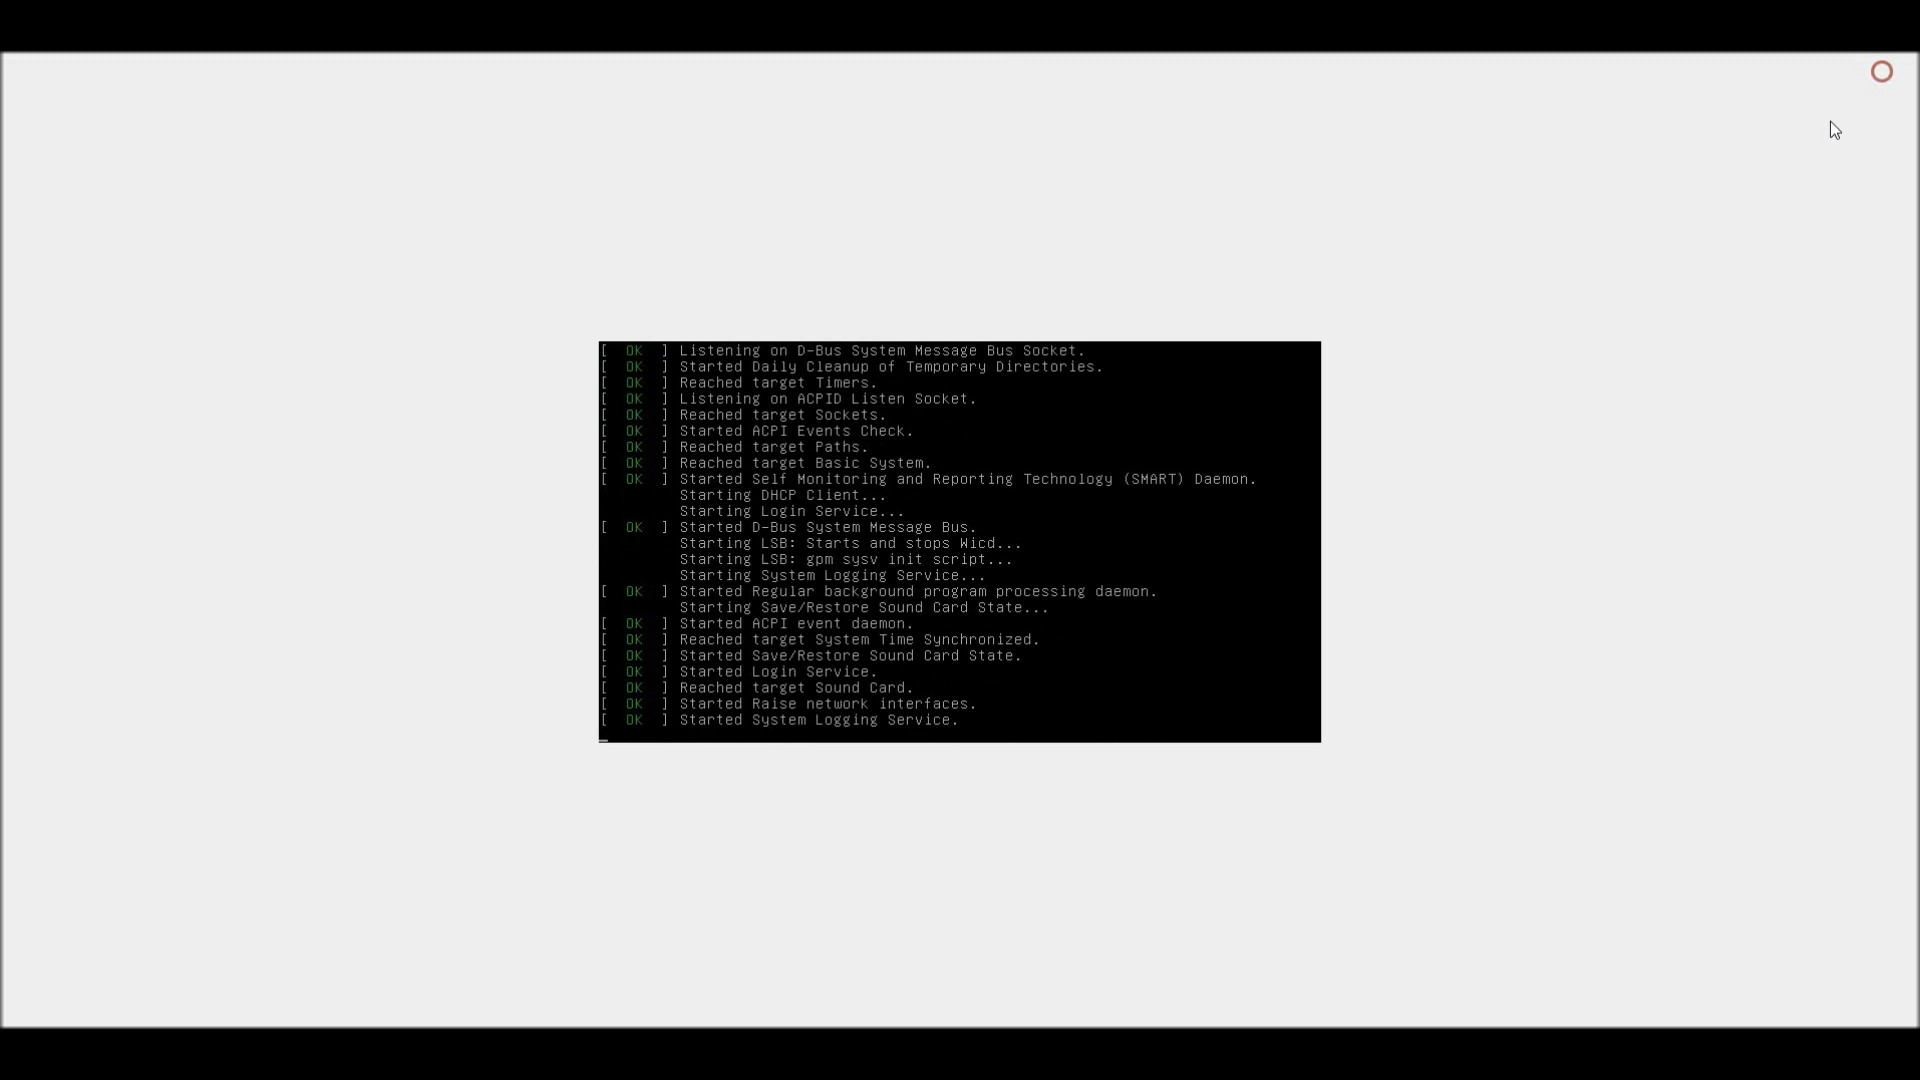 [  OK  ] Listening on D-Bus System Message Bus Socket.
[  OK  ] Started Daily Cleanup of Temporary Directories.
[  OK  ] Reached target Timers.
[  OK  ] Listening on ACPID Listen Socket.
[  OK  ] Reached target Sockets.
[  OK  ] Started ACPI Events Check.
[  OK  ] Reached target Paths.
[  OK  ] Reached target Basic System.
[  OK  ] Started Self Monitoring and Reporting Technology (SMART) Daemon.
Starting DHCP Client...
Starting Login Service...
[  OK  ] Started D-Bus System Message Bus.
Starting LSB: Starts and stops Wicd...
Starting LSB: gpm sysv init script...
Starting System Logging Service...
[  OK  ] Started Regular background program processing daemon.
Starting Save/Restore Sound Card State...
[  OK  ] Started ACPI event daemon.
[  OK  ] Reached target System Time Synchronized.
[  OK  ] Started Save/Restore Sound Card State.
[  OK  ] Started Login Service.
[  OK  ] Reached target Sound Card.
[  OK  ] Started Raise network interfaces.
[  OK  ] Started System Logging Service.